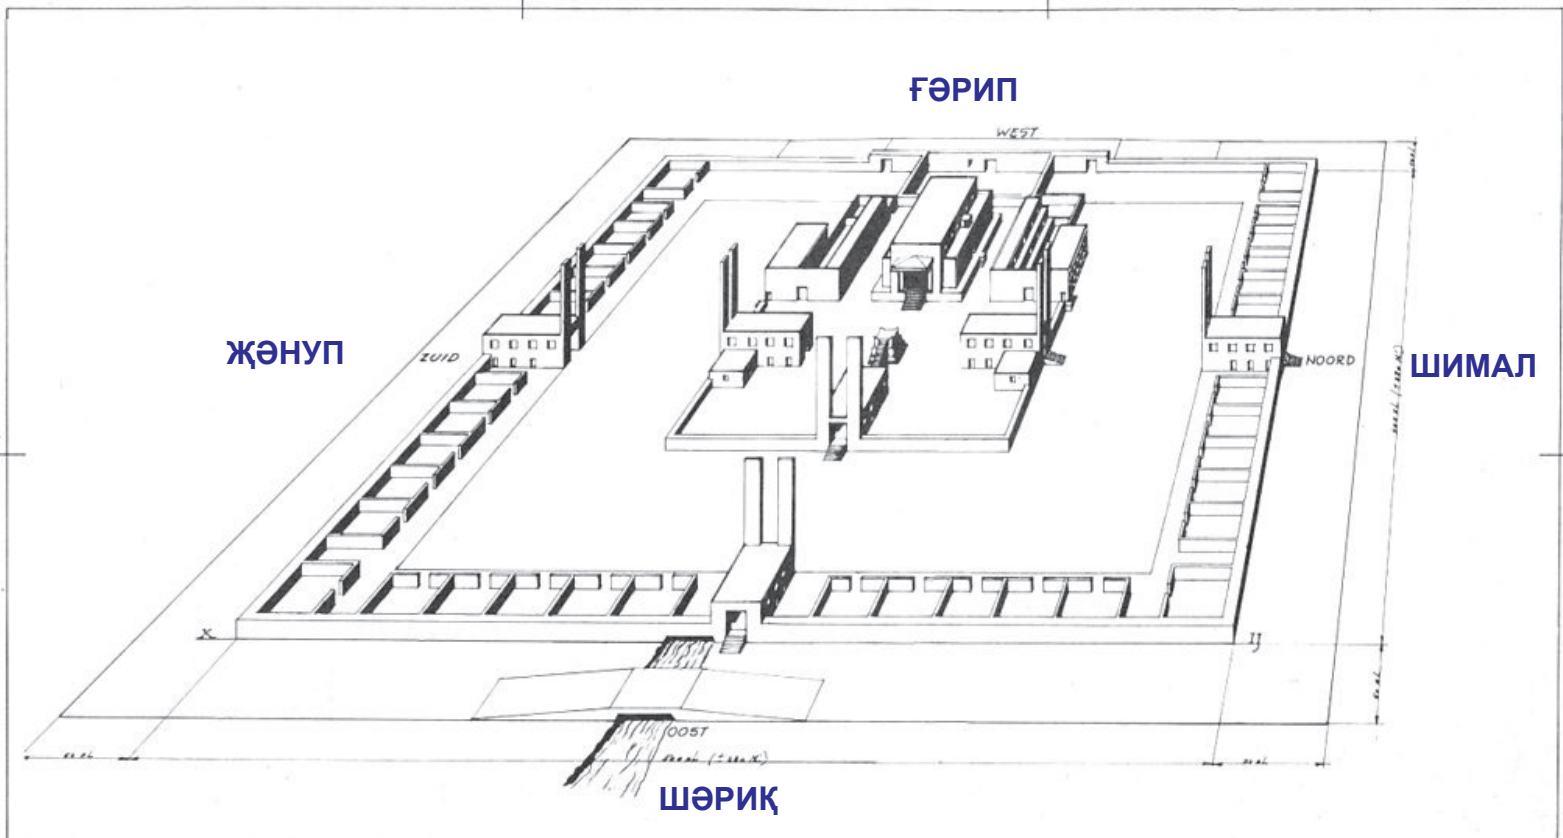 ҒӘРИП
WEST
ҖӘНУП
ZUID
NOORD
ШИМАЛ
X
IJ
OOST
ШӘРИҚ